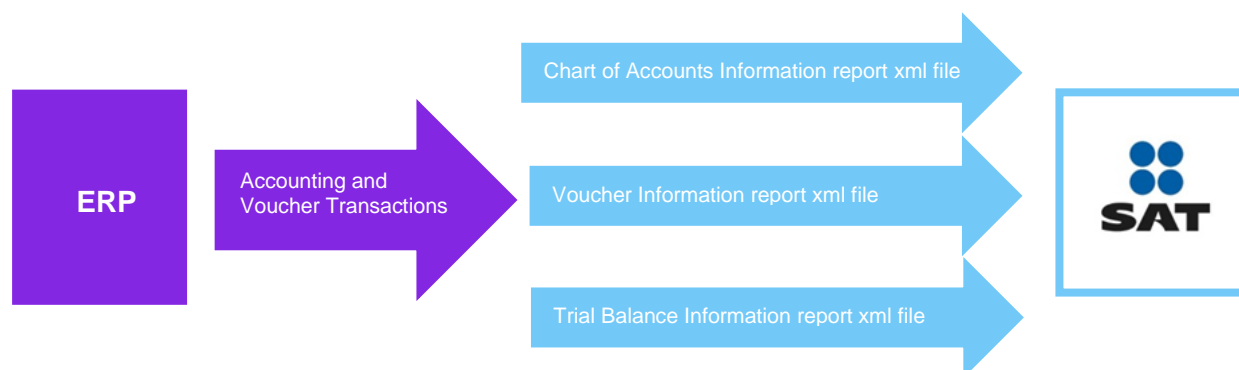 Chart of Accounts Information report xml file
ERP
Accounting and
Voucher Transactions
Voucher Information report xml file
SAT
Trial Balance Information report xml file